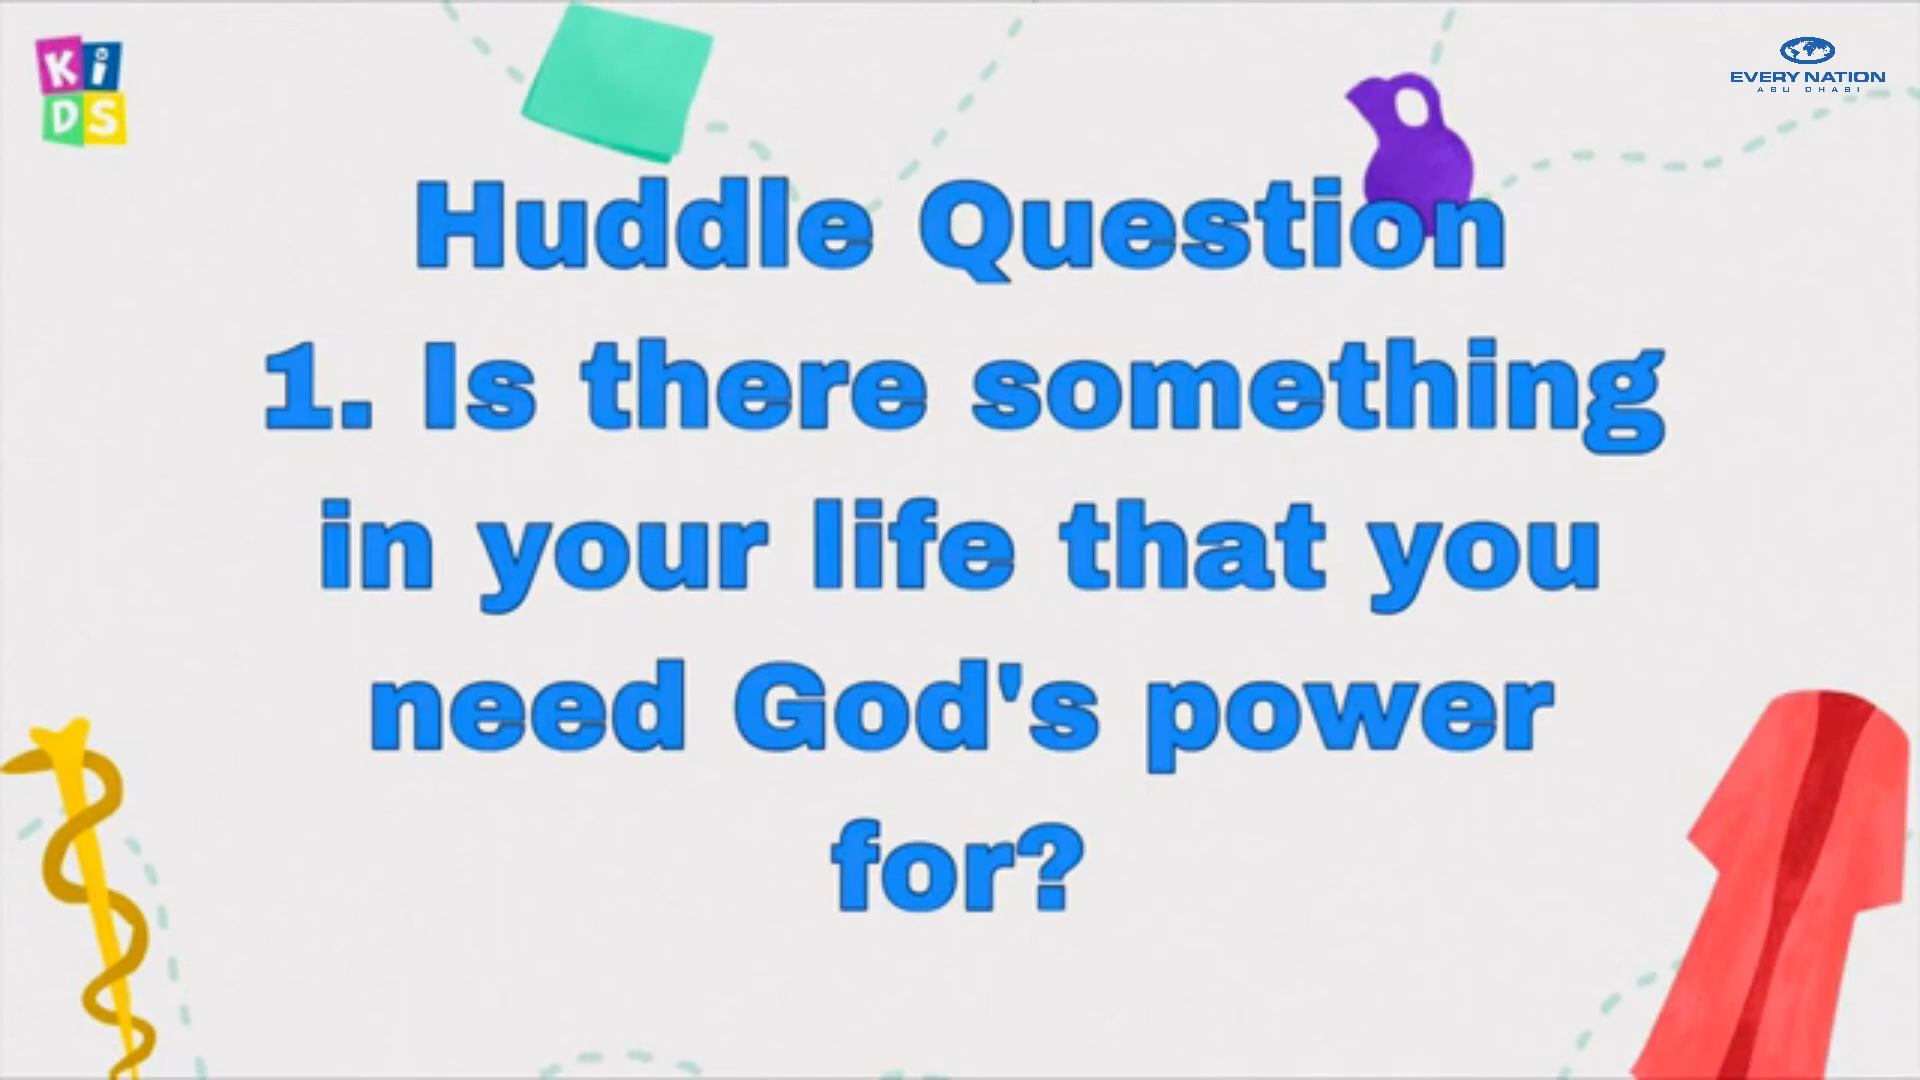 KiDS
EVERY NATION
ABU DHABI
Huddle Question
1. Is there something
in your life that you
need God's power
for?